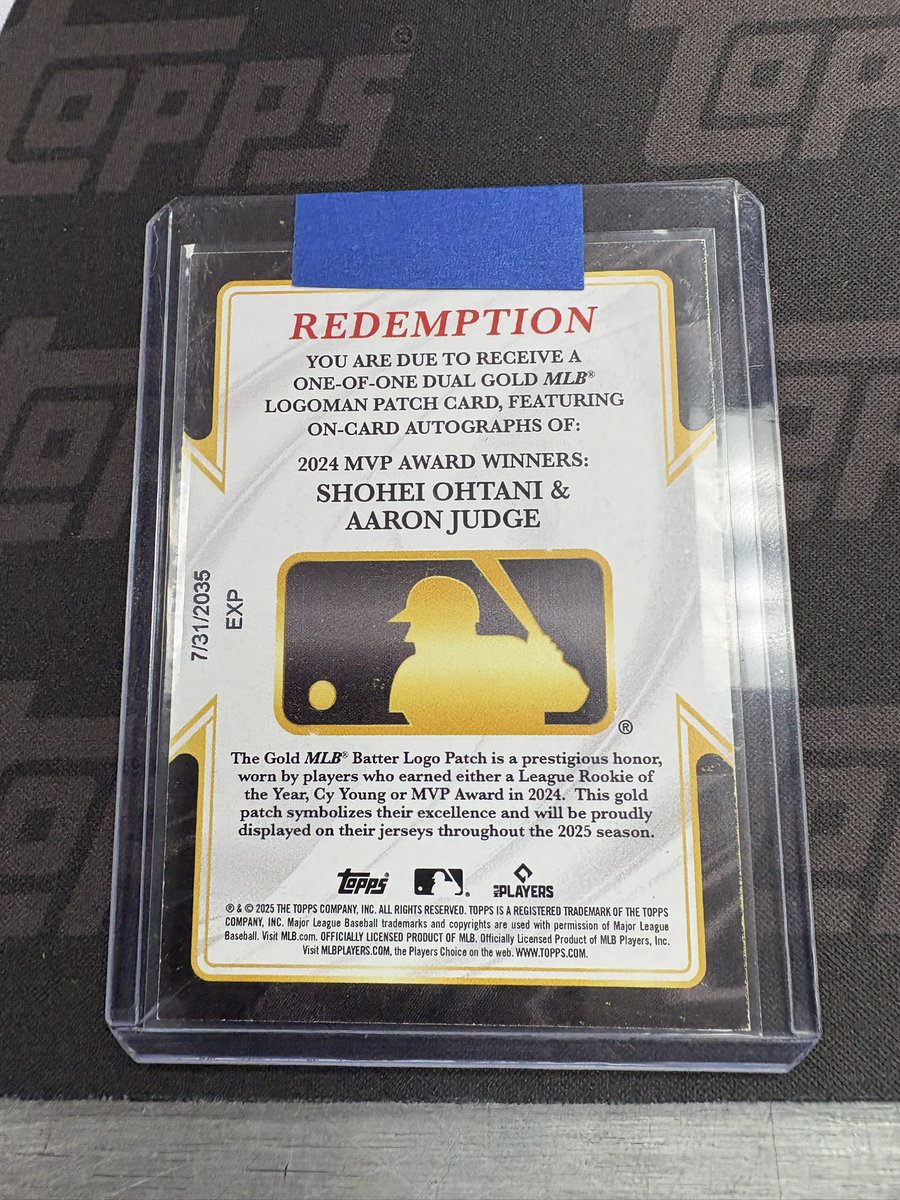 Topps®
Topps
REDEMPTION
YOU ARE DUE TO RECEIVE A
ONE-OF-ONE DUAL GOLD MLB®
LOGOMAN PATCH CARD, FEATURING
ON-CARD AUTOGRAPHS OF:
2024 MVP AWARD WINNERS:
SHOHEI OHTANI &
AARON JUDGE
7/31/2035
EXP
®
The Gold MLB® Batter Logo Patch is a prestigious honor,
worn by players who earned either a League Rookie of
the Year, Cy Young or MVP Award in 2024. This gold
patch symbolizes their excellence and will be proudly
displayed on their jerseys throughout the 2025 season.
Topps®
MLB PLAYERS
® & © 2025 THE TOPPS COMPANY, INC. ALL RIGHTS RESERVED. TOPPS IS A REGISTERED TRADEMARK OF THE TOPPS
COMPANY, INC. Major League Baseball trademarks and copyrights are used with permission of Major League
Baseball. Visit MLB.com. OFFICIALLY LICENSED PRODUCT OF MLB. Officially Licensed Product of MLB Players, Inc.
Visit MLBPLAYERS.COM, the Players Choice on the web. WWW.TOPPS.COM.